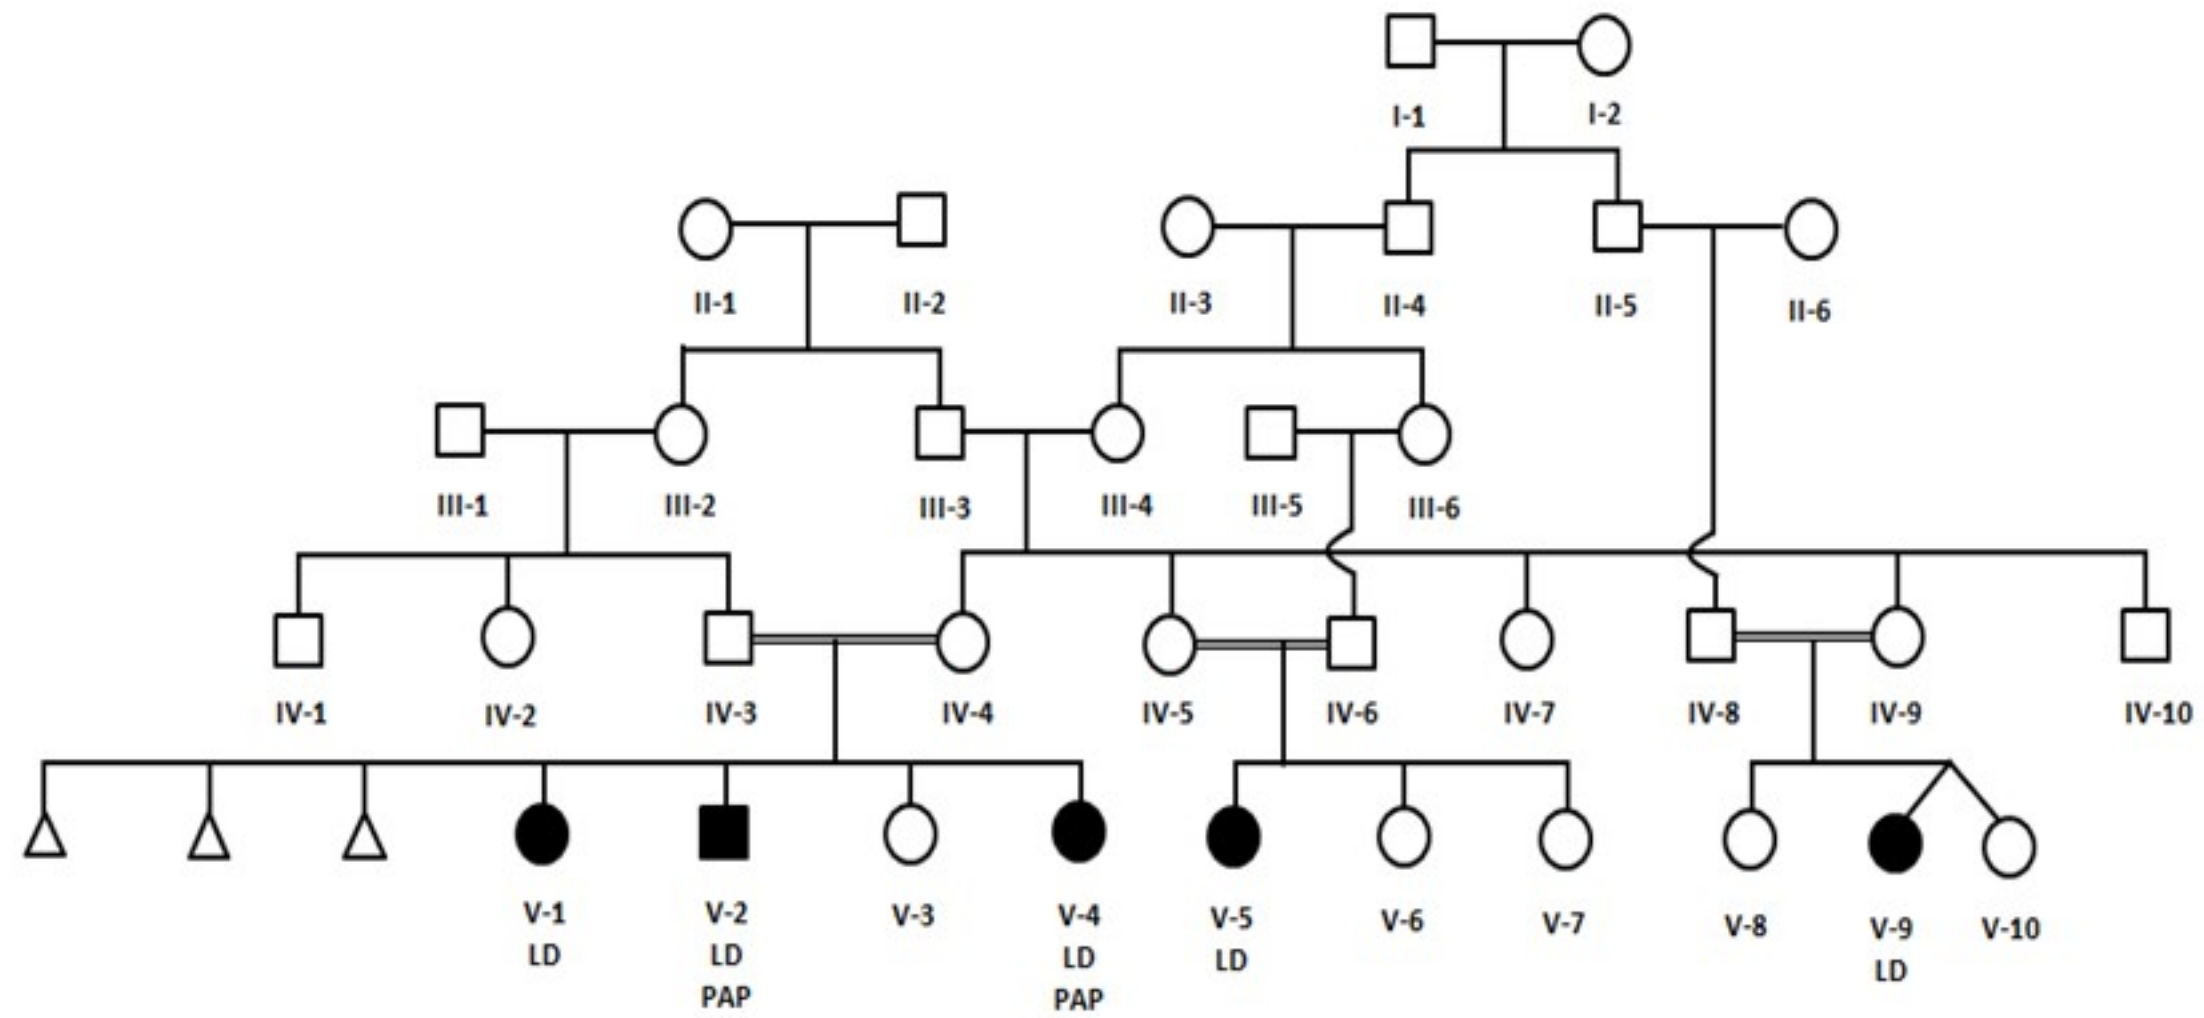 I-1 I-2
II-1 II-2 II-3 II-4 II-5 II-6
III-1 III-2 III-3 III-4 III-5 III-6
IV-1 IV-2 IV-3 IV-4 IV-5 IV-6 IV-7 IV-8 IV-9 IV-10
V-1 V-2 V-3 V-4 V-5 V-6 V-7 V-8 V-9 V-10
LD LD LD LD LD
PAP PAP